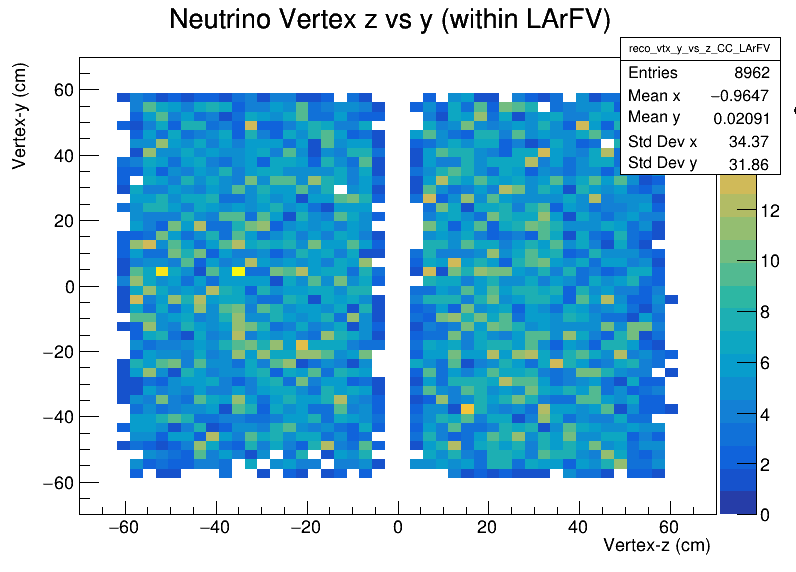 Neutrino Vertex z vs y (within LArFV)
reco_vtx_y_vs_z_CC_LArFV
Entries 8962
Mean x −0.9647
Mean y 0.02091
Std Dev x 34.37
Std Dev y 31.86
Vertex-y (cm)
60
40
20
0
−20
−40
−60
12
10
8
6
4
2
0
−60 −40 −20 0 20 40 60
Vertex-z (cm)